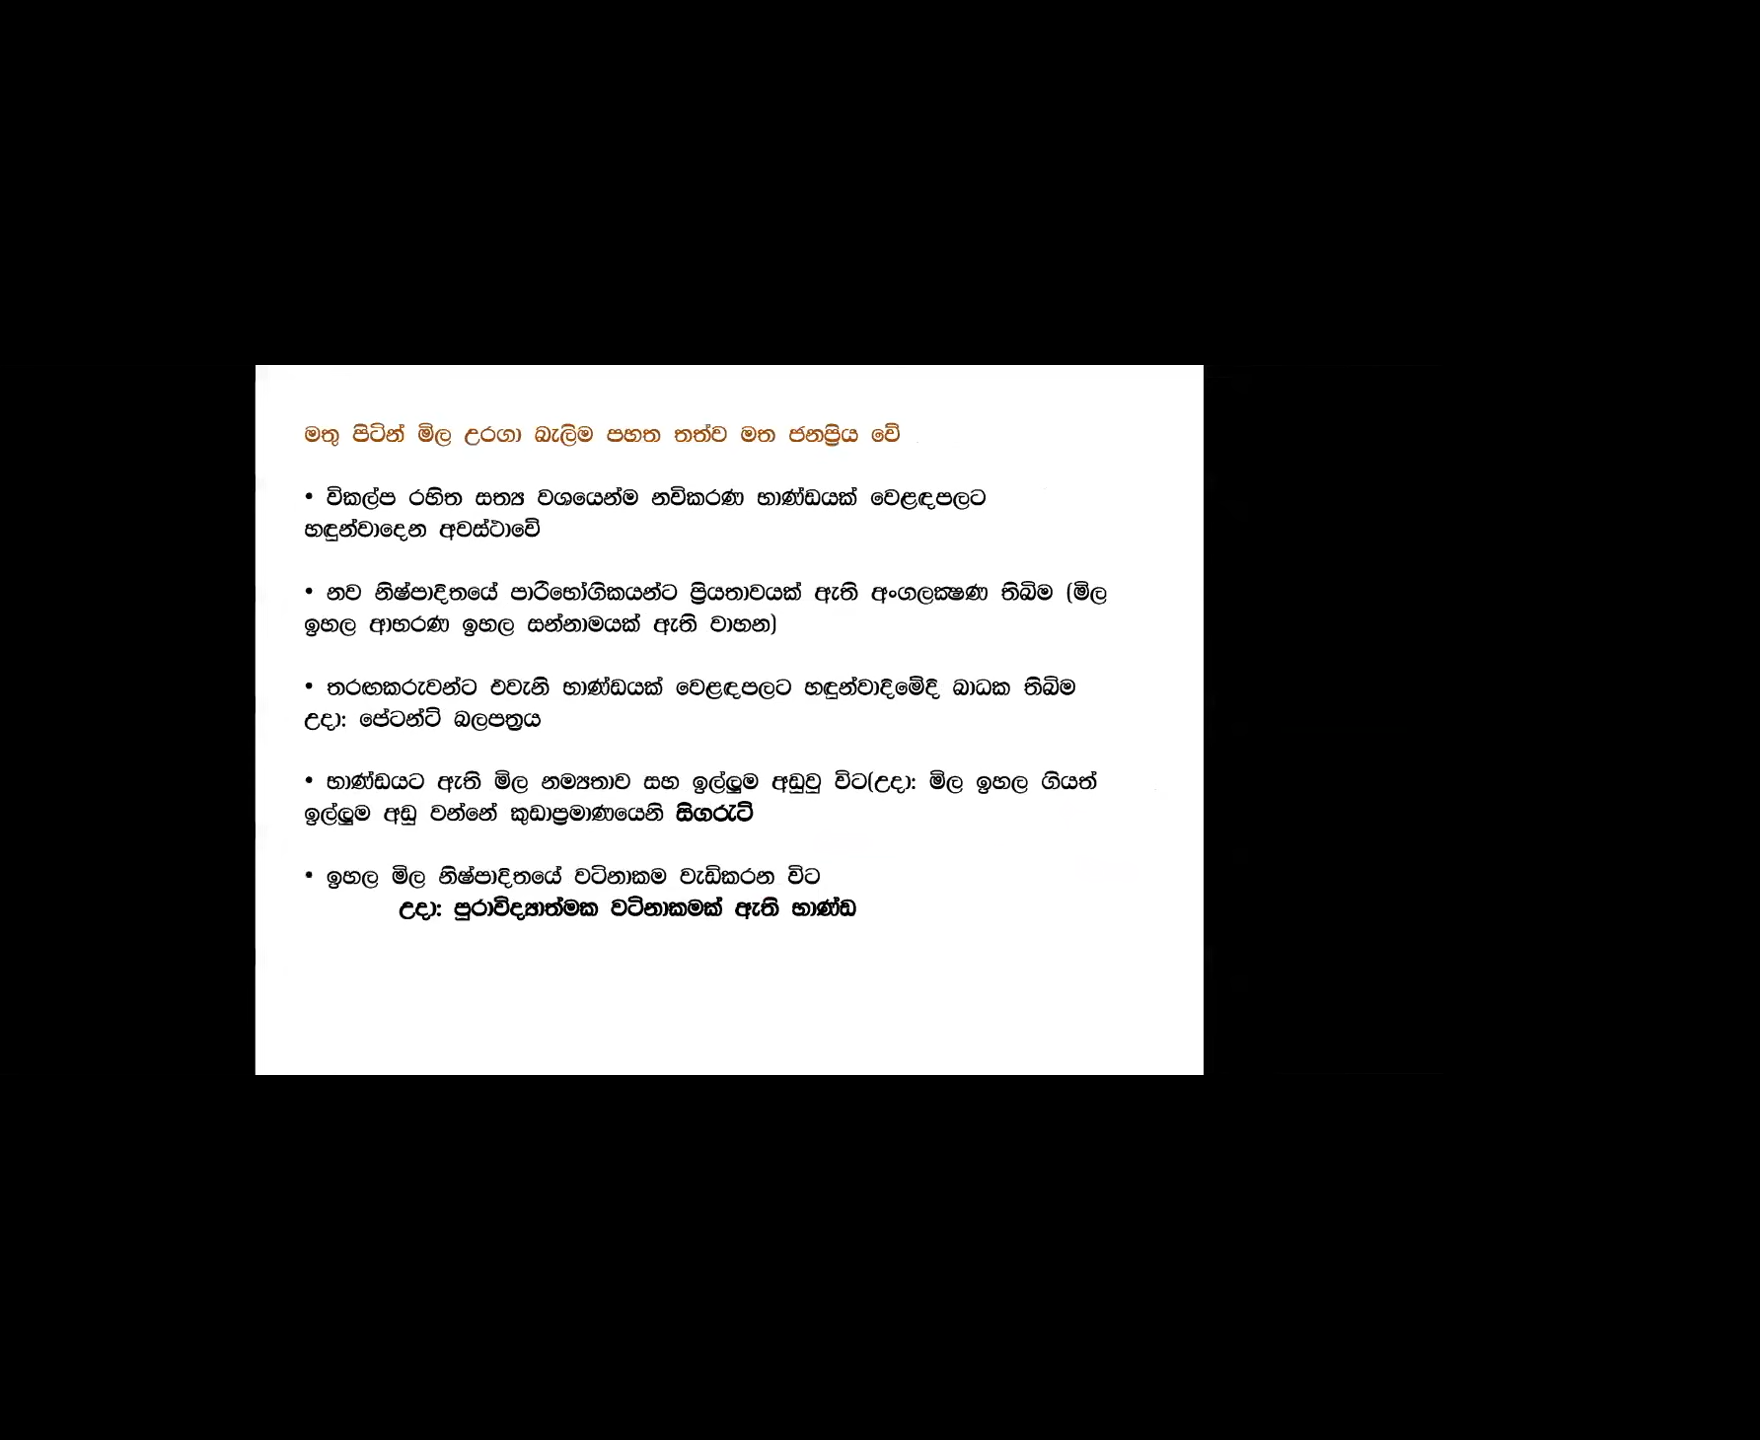 මතු පිටින් මිල උරගා බැලිම පහත තත්ව මත ජනප්‍රිය වේ
• විකල්ප රහිත සත්‍ය වශයෙන්ම නවිකරණ භාණ්ඩයක් වෙළඳපලට
හඳුන්වාදෙන අවස්ථාවේ
• නව නිෂ්පාදිතයේ පාරිභෝගිකයන්ට ප්‍රියතාවයක් ඇති අංගලක්‍ෂණ තිබිම (මිල
ඉහල ආභරණ ඉහල සන්නාමයක් ඇති වාහන)
• තරඟකරුවන්ට එවැනි භාණ්ඩයක් වෙළඳපලට හඳුන්වාදීමේදී බාධක තිබිම
උදා: පේටන්ට් බලපත්‍රය
• භාණ්ඩයට ඇති මිල නම්‍යතාව සහ ඉල්ලුම අඩුවූ විට(උදා: මිල ඉහල ගියත්
ඉල්ලුම අඩු වන්නේ කුඩාප්‍රමාණයෙනි සිගරැට්
• ඉහල මිල නිෂ්පාදිතයේ වටිනාකම වැඩිකරන විට
උදා: පුරාවිද්‍යාත්මක වටිනාකමක් ඇති භාණ්ඩ